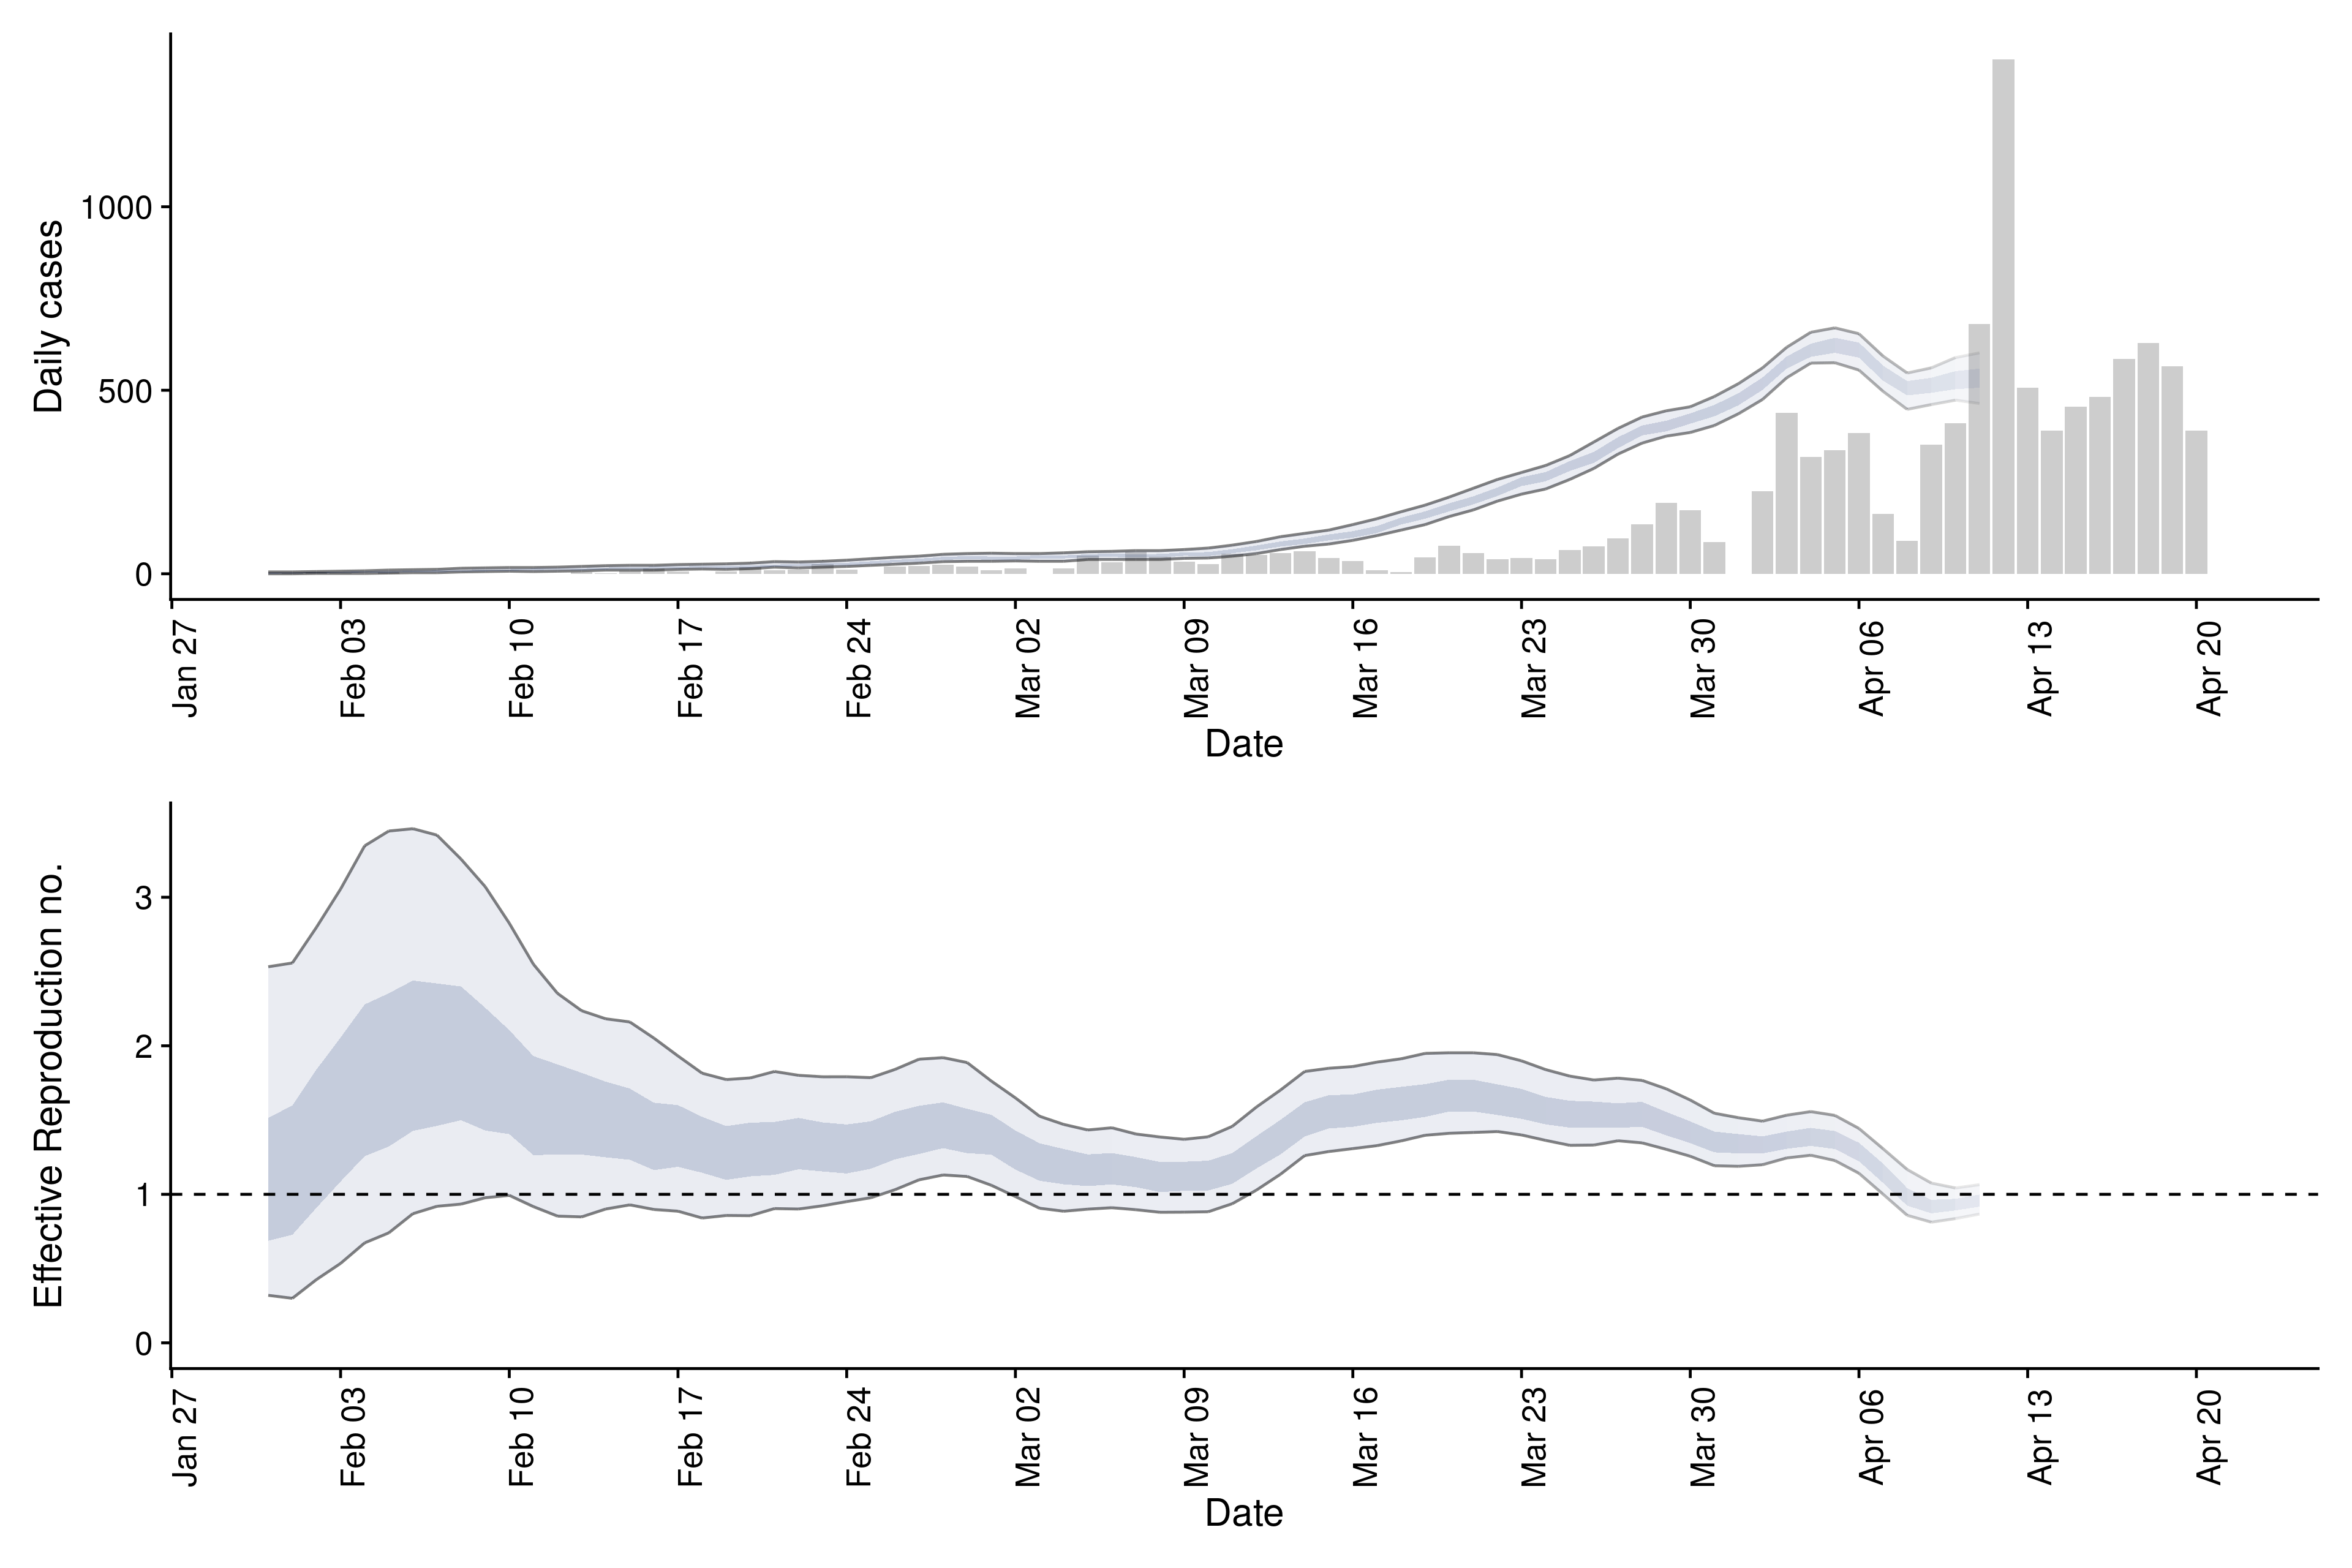 Daily cases
1000
500
0
Jan 27
Feb 03
Feb 10
Feb 17
Feb 24
Mar 02
Mar 09
Mar 16
Mar 23
Mar 30
Apr 06
Apr 13
Apr 20
Date
Effective Reproduction no.
3
2
1
0
Jan 27
Feb 03
Feb 10
Feb 17
Feb 24
Mar 02
Mar 09
Mar 16
Mar 23
Mar 30
Apr 06
Apr 13
Apr 20
Date